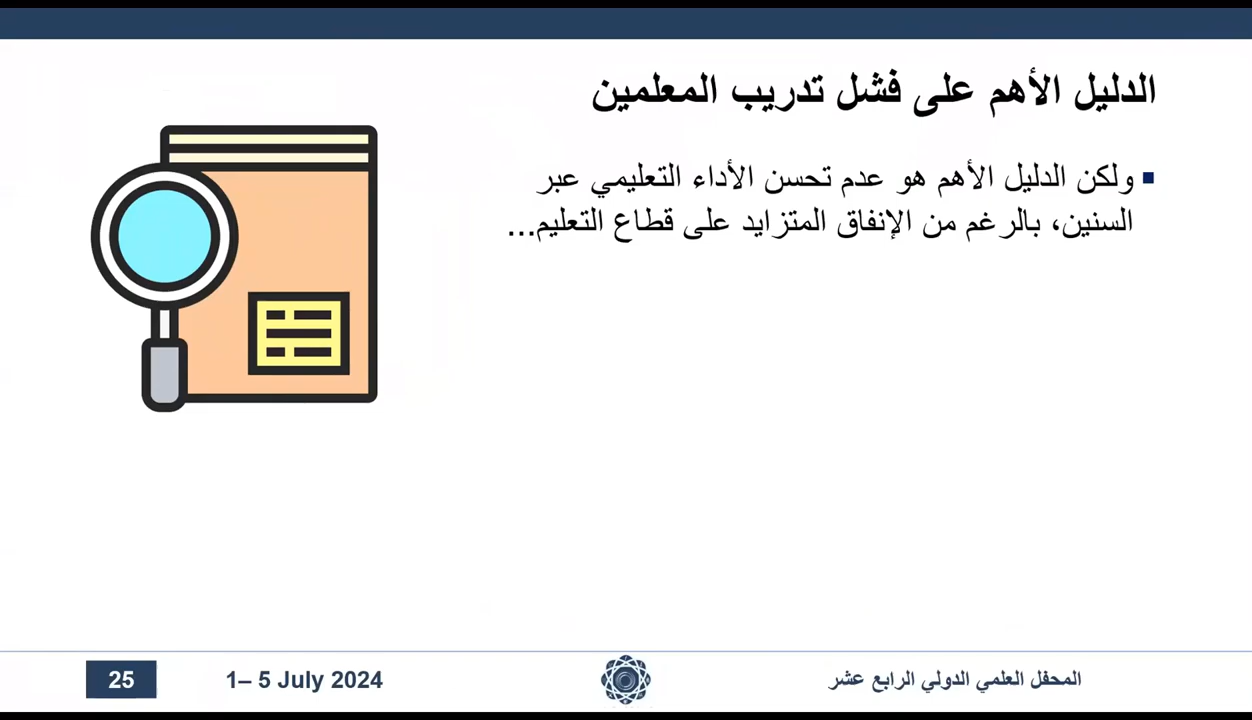 الدليل الأهم على فشل تدريب المعلمين
▪ ولكن الدليل الأهم هو عدم تحسن الأداء التعليمي عبر
السنين، بالرغم من الإنفاق المتزايد على قطاع التعليم...
المحفل العلمي الدولي الرابع عشر
1– 5 July 2024
25